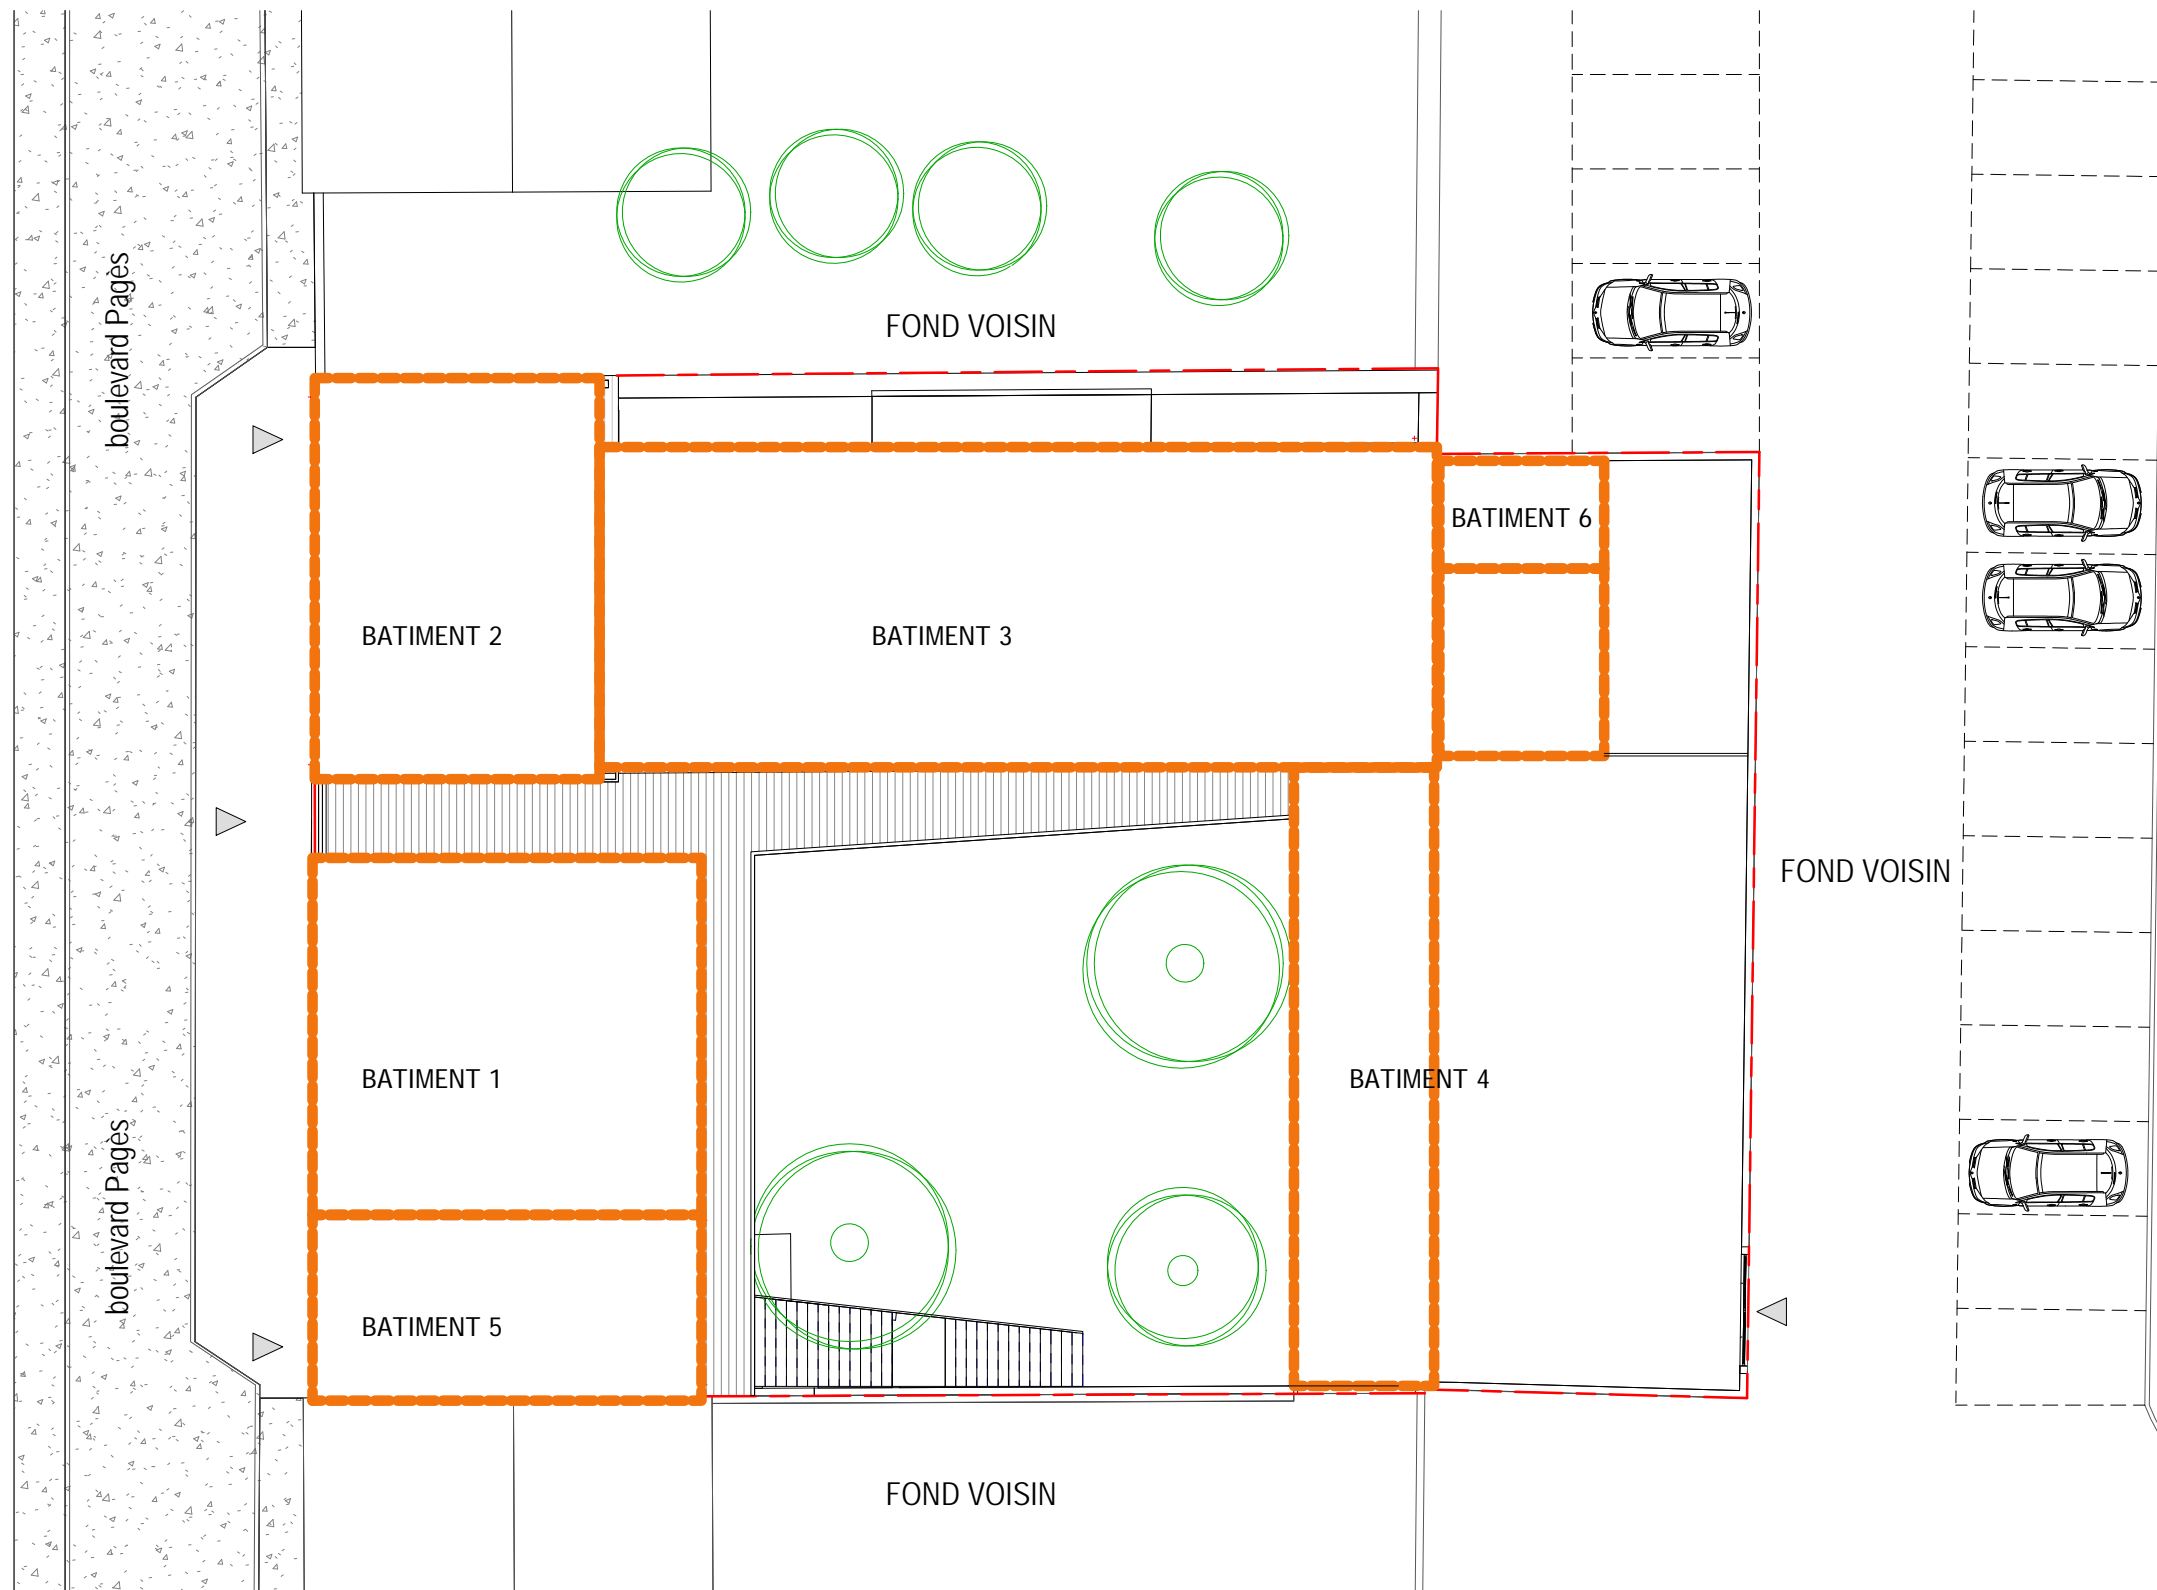 boulevard Pagès
FOND VOISIN
BATIMENT 6
BATIMENT 2
BATIMENT 3
FOND VOISIN
BATIMENT 1
BATIMENT 4
boulevard Pagès
BATIMENT 5
FOND VOISIN